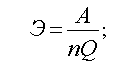 Э = A / nQ ;